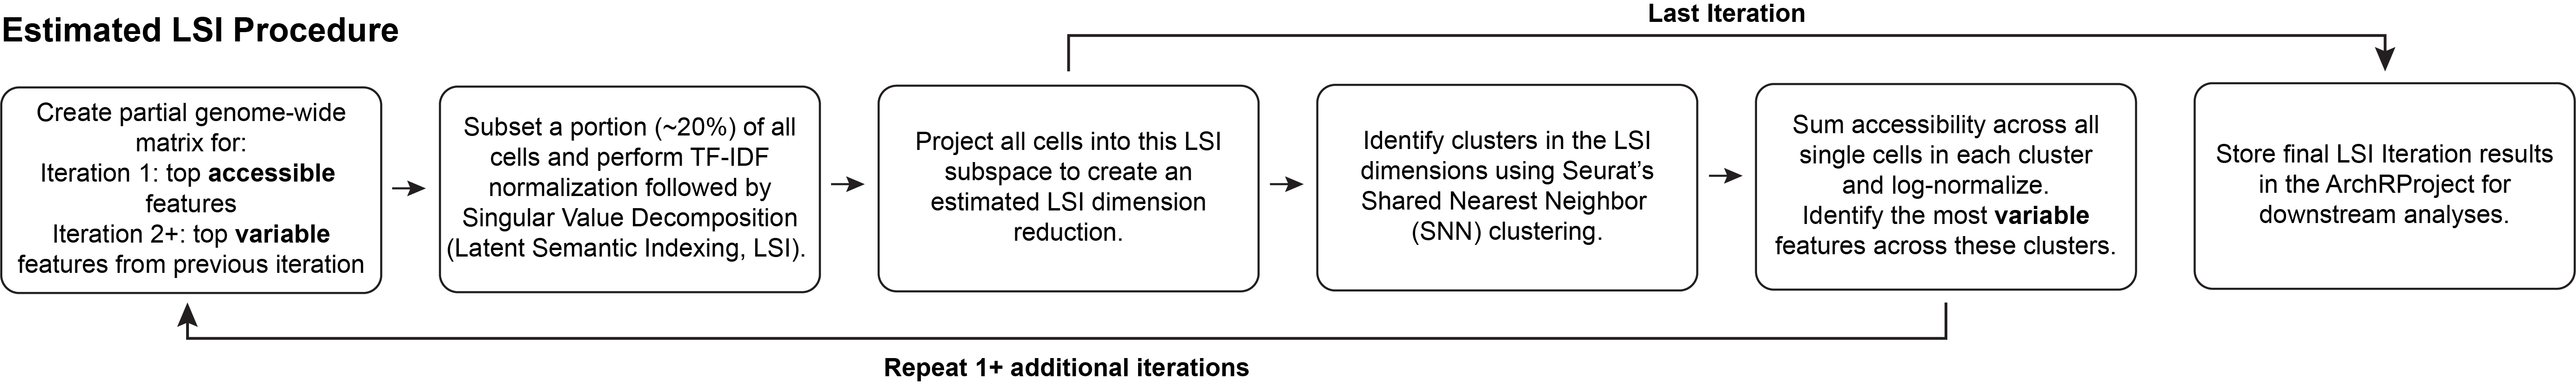 Estimated LSI Procedure
Last Iteration
Create partial genome-wide
matrix for:
Iteration 1: top accessible
features
Iteration 2+: top variable
features from previous iteration
Subset a portion (~20%) of all
cells and perform TF-IDF
normalization followed by
Singular Value Decomposition
(Latent Semantic Indexing, LSI).
Project all cells into this LSI
subspace to create an
estimated LSI dimension
reduction.
Identify clusters in the LSI
dimensions using Seurat’s
Shared Nearest Neighbor
(SNN) clustering.
Sum accessibility across all
single cells in each cluster
and log-normalize.
Identify the most variable
features across these clusters.
Store final LSI Iteration results
in the ArchRProject for
downstream analyses.
Repeat 1+ additional iterations